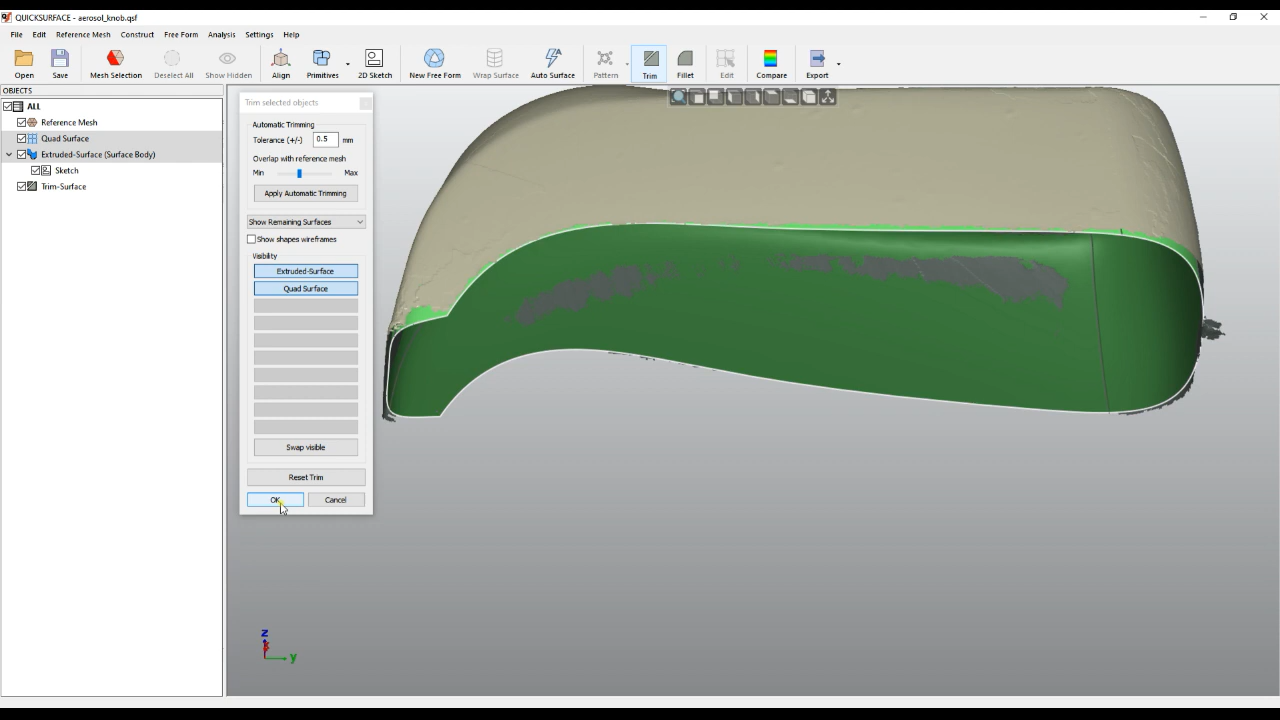 QUICKSURFACE - aerosol_knob.qsf
File Edit Reference Mesh Construct Free Form Analysis Settings Help
Open Save Mesh Selection Deselect All Show Hidden Align Primitives 2D Sketch New Free Form Wrap Surface Auto Surface Pattern Trim Fillet Edit Compare Export
OBJECTS
ALL
Reference Mesh
Quad Surface
Extruded-Surface (Surface Body)
Sketch
Trim-Surface
Trim selected objects
Automatic Trimming
Tolerance (+/-) 0.5 mm
Overlap with reference mesh
Min Max
Apply Automatic Trimming
Show Remaining Surfaces
Show shapes wireframes
Visibility
Extruded-Surface
Quad Surface
Swap visible
Reset Trim
OK Cancel
z
y